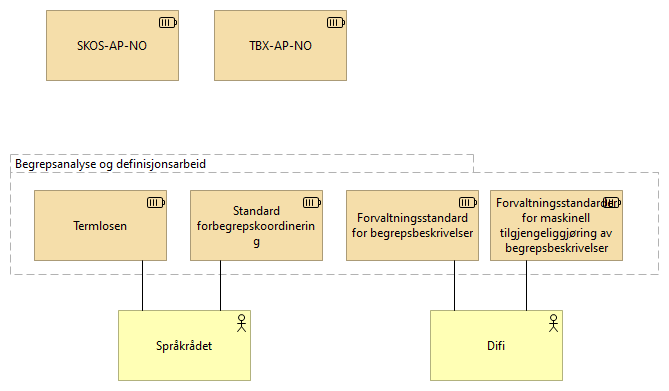 SKOS-AP-NO
TBX-AP-NO
Begrepsanalyse og definisjonsarbeid
Termlosen
Standard
forbegrepskoordinerin
g
Forvaltningsstandard
for begrepsbeskrivelser
Forvaltningsstandarder
for maskinell
tilgjengeliggjøring av
begrepsbeskrivelser
Språkrådet
Difi